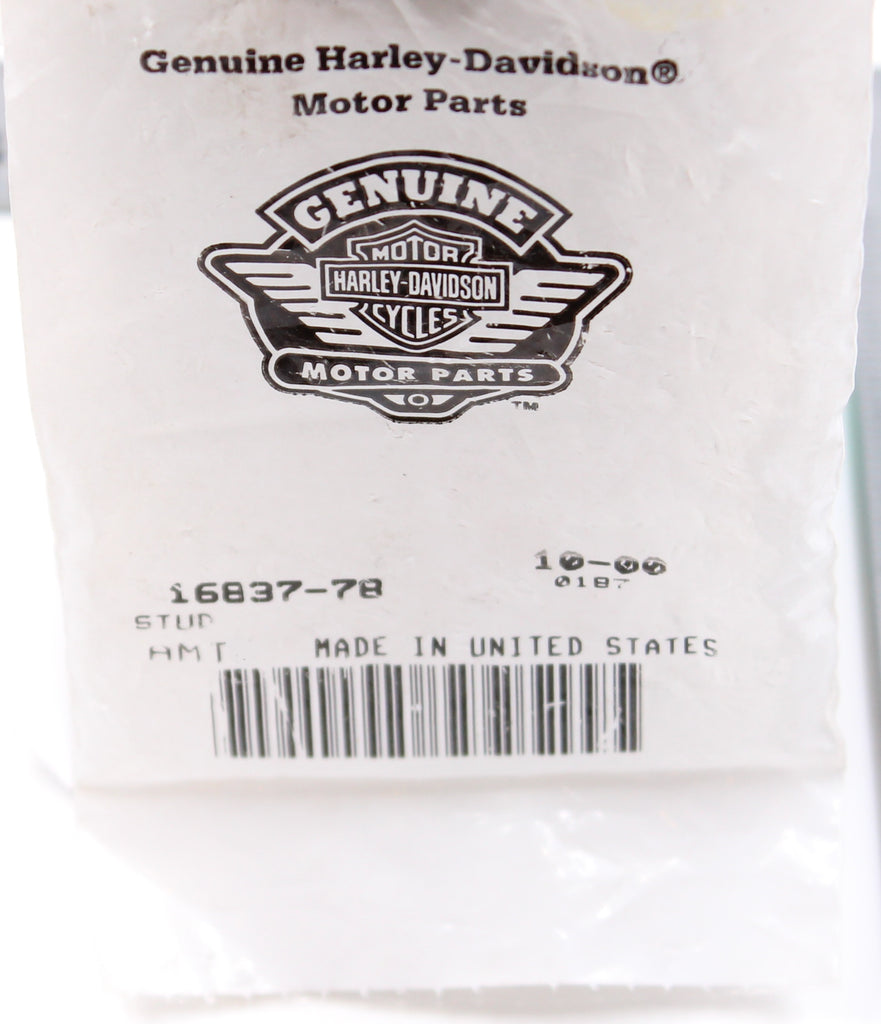 Genuine Harley-Davidson®
Motor Parts
GENUINE
MOTOR
HARLEY-DAVIDSON
CYCLES
MOTOR PARTS
TM
16837-78 10-00
0187
STUD
HMT MADE IN UNITED STATES